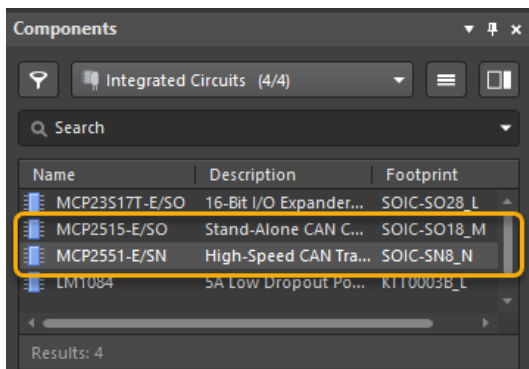 Components
Integrated Circuits (4/4)
Search
Name Description Footprint
MCP23S17T-E/SO 16-Bit I/O Expander... SOIC-SO28_L
MCP2515-E/SO Stand-Alone CAN C... SOIC-SO18_M
MCP2551-E/SN High-Speed CAN Tra... SOIC-SN8_N
LM1084 5A Low Dropout Po... KTT0003B_L
Results: 4